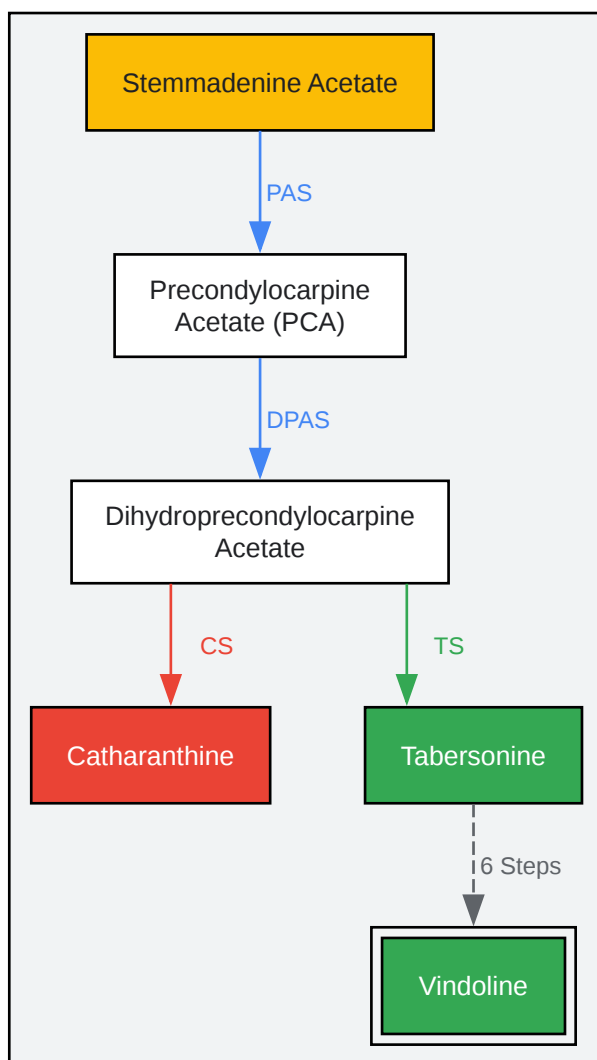 Stemmadenine Acetate
PAS
Precondylocarpine
Acetate (PCA)
DPAS
Dihydroprecondylocarpine
Acetate
CS
TS
Catharanthine
Tabersonine
6 Steps
Vindoline